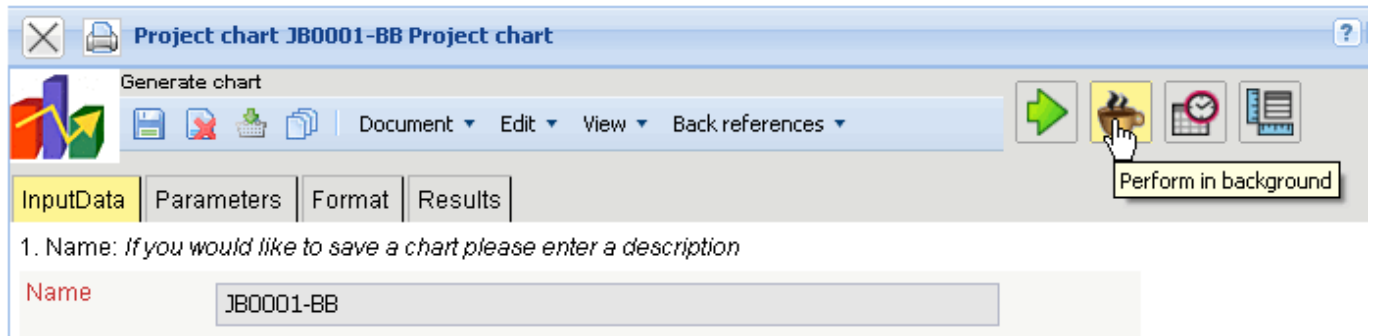 Project chart JB0001-BB Project chart
?
Generate chart
Document Edit View Back references
Perform in background
InputData Parameters Format Results
1. Name: If you would like to save a chart please enter a description
Name
JB0001-BB